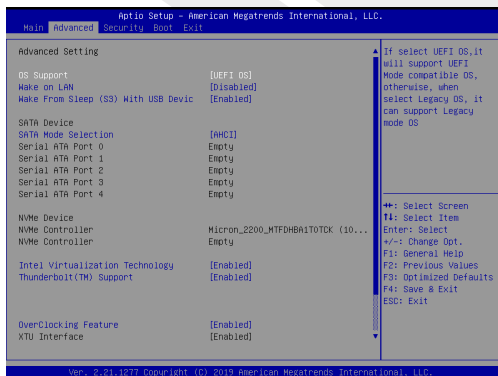 Aptio Setup – American Megatrends International, LLC.
Main Advanced Security Boot Exit
Advanced Setting
OS Support [UEFI OS]
Wake on LAN [Disabled]
Wake From Sleep (S3) With USB Devic [Enabled]
SATA Device
SATA Mode Selection [AHCI]
Serial ATA Port 0 Empty
Serial ATA Port 1 Empty
Serial ATA Port 2 Empty
Serial ATA Port 3 Empty
Serial ATA Port 4 Empty
NVMe Device
NVMe Controller Micron_2200_MTFDHBA1T0TCK (10...
NVMe Controller Empty
Intel Virtualization Technology [Enabled]
Thunderbolt(TM) Support [Enabled]
OverClocking Feature [Enabled]
XTU Interface [Enabled]
If select UEFI OS,it
will support UEFI
Mode compatible OS,
otherwise, when
select Legacy OS, it
can support Legacy
mode OS
→←: Select Screen
↑↓: Select Item
Enter: Select
+/-: Change Opt.
F1: General Help
F2: Previous Values
F3: Optimized Defaults
F4: Save & Exit
ESC: Exit
Ver. 2.21.1277 Copyright (C) 2019 American Megatrends International, LLC.